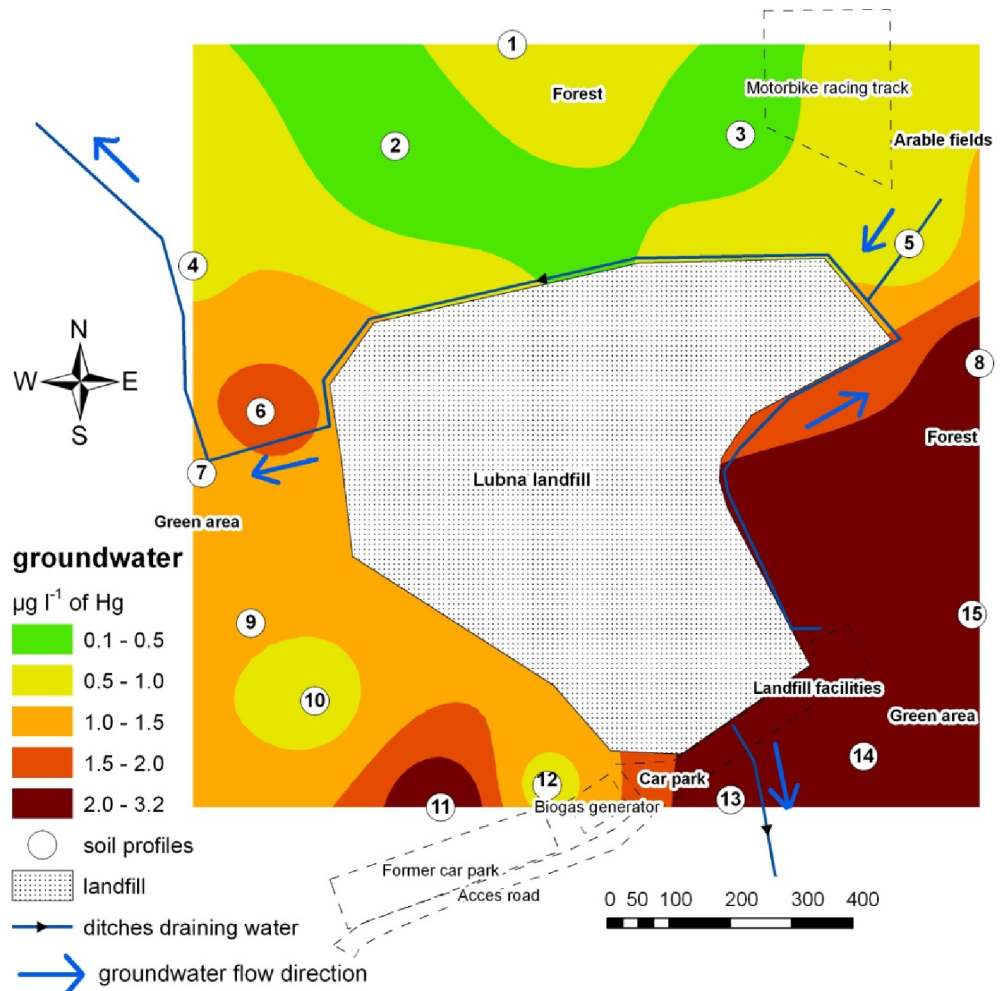 1
Motorbike racing track
Forest
2
3
Arable fields
5
4
N
W E
S
8
6
Forest
7
Lubna landfill
Green area
groundwater
µg l⁻¹ of Hg
0.1 - 0.5
0.5 - 1.0
1.0 - 1.5
1.5 - 2.0
2.0 - 3.2
soil profiles
landfill
ditches draining water
groundwater flow direction
9
15
10
Landfill facilities
Green area
14
12
Car park
11
Biogas generator
13
Former car park
Acces road
0 50 100 200 300 400